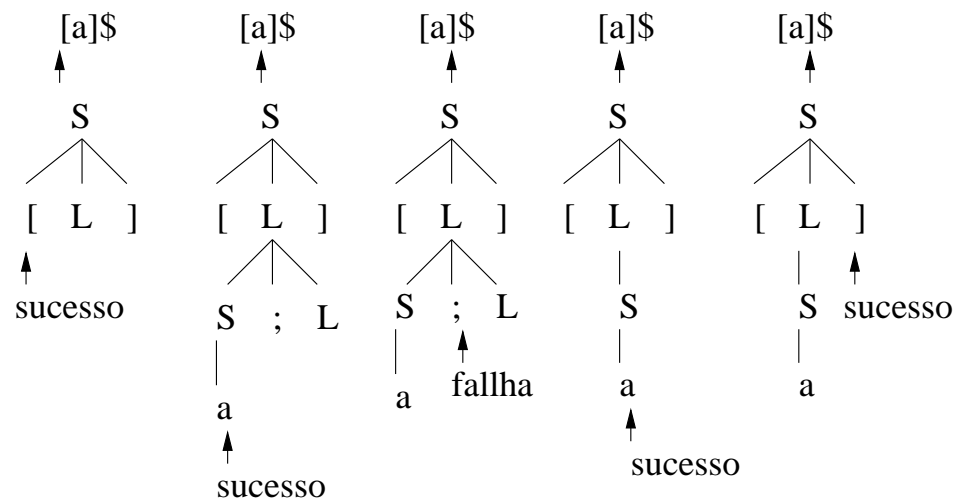 [a]$ [a]$ [a]$ [a]$ [a]$
S S S S S
[ L ] [ L ] [ L ] [ L ] [ L ]
sucesso S ; L S ; L S S sucesso
a a fallha a a
sucesso sucesso